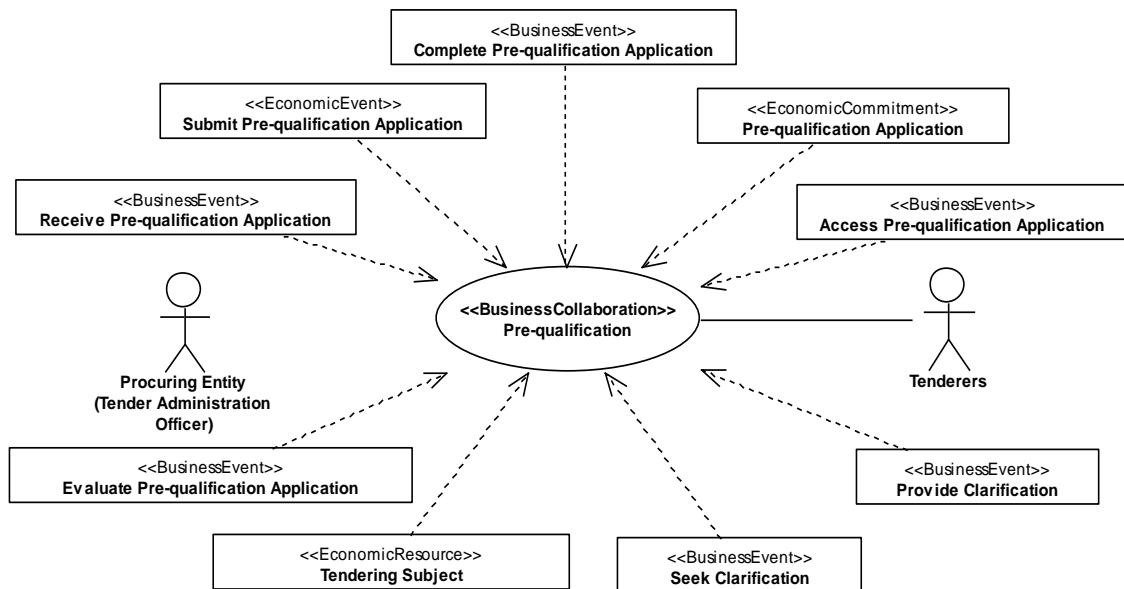 <<BusinessEvent>>
Complete Pre-qualification Application
<<EconomicEvent>>
Submit Pre-qualification Application
<<EconomicCommitment>>
Pre-qualification Application
<<BusinessEvent>>
Receive Pre-qualification Application
<<BusinessEvent>>
Access Pre-qualification Application
<<BusinessCollaboration>>
Pre-qualification
Procuring Entity
(Tender Administration
Officer)
Tenderers
<<BusinessEvent>>
Evaluate Pre-qualification Application
<<BusinessEvent>>
Provide Clarification
<<EconomicResource>>
Tendering Subject
<<BusinessEvent>>
Seek Clarification